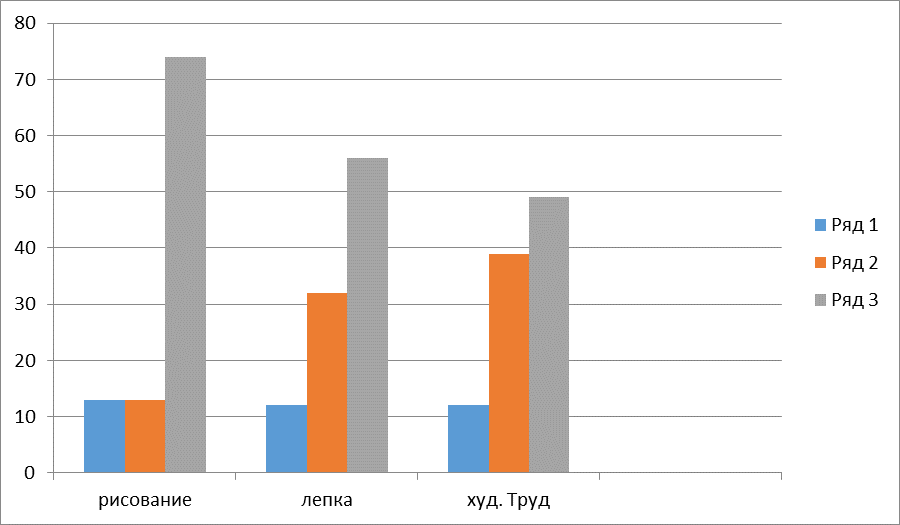 80
70
60
50
40
30
20
10
0
рисование
лепка
худ. Труд
Ряд 1
Ряд 2
Ряд 3